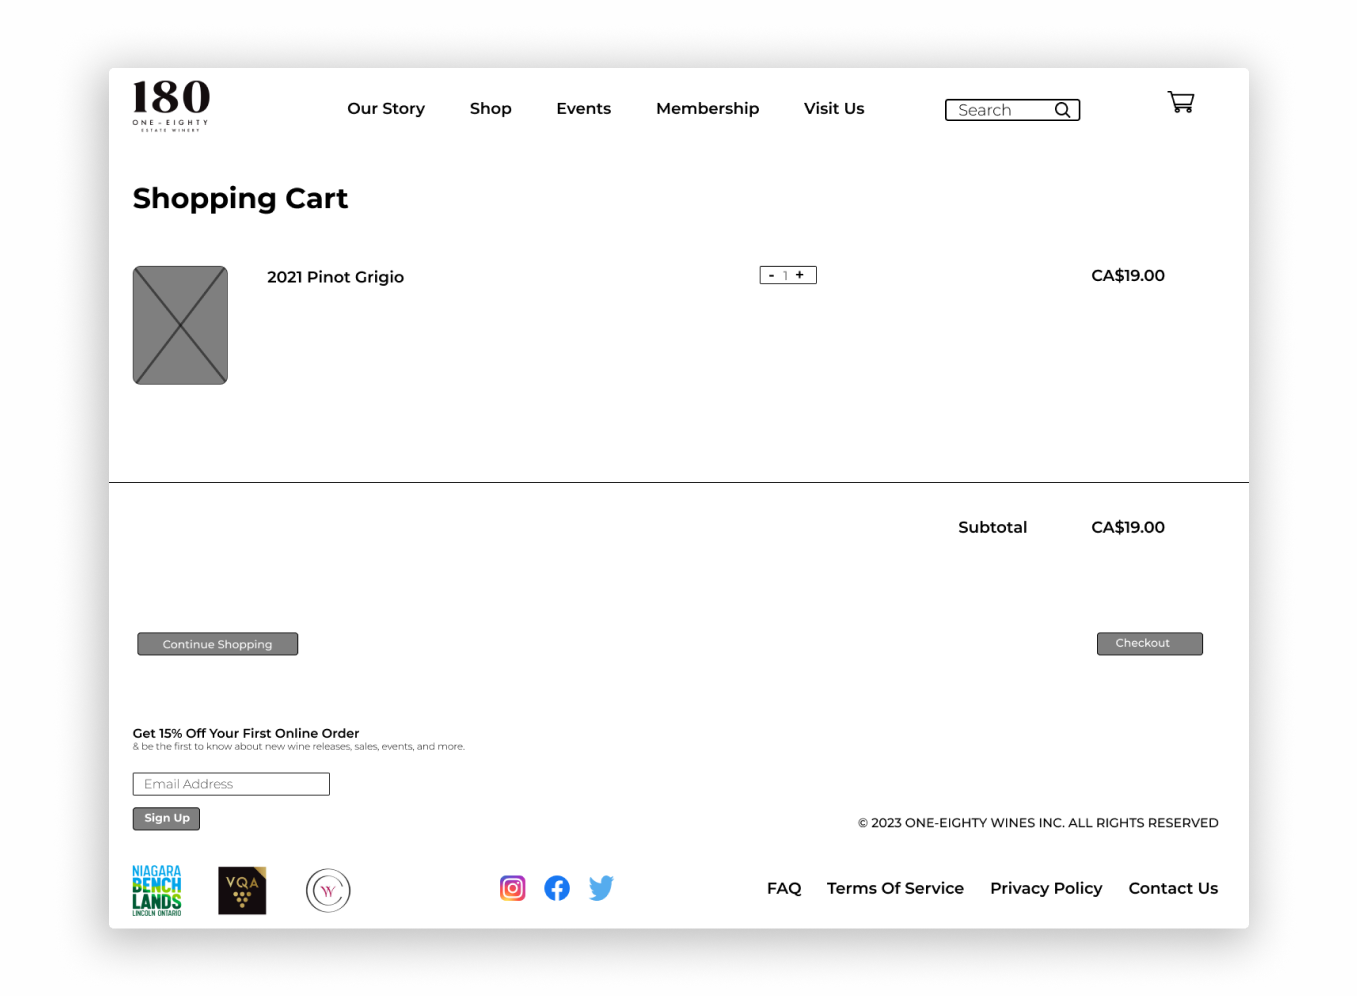 180
ONE-EIGHTY
ESTATE WINERY
Our Story
Shop
Events
Membership
Visit Us
Search
Shopping Cart
2021 Pinot Grigio
- 1 +
CA$19.00
Subtotal
CA$19.00
Continue Shopping
Checkout
Get 15% Off Your First Online Order
& be the first to know about new wine releases, sales, events, and more.
Email Address
Sign Up
© 2023 ONE-EIGHTY WINES INC. ALL RIGHTS RESERVED
NIAGARA
BENCH
LANDS
LINCOLN ONTARIO
VQA
FAQ
Terms Of Service
Privacy Policy
Contact Us